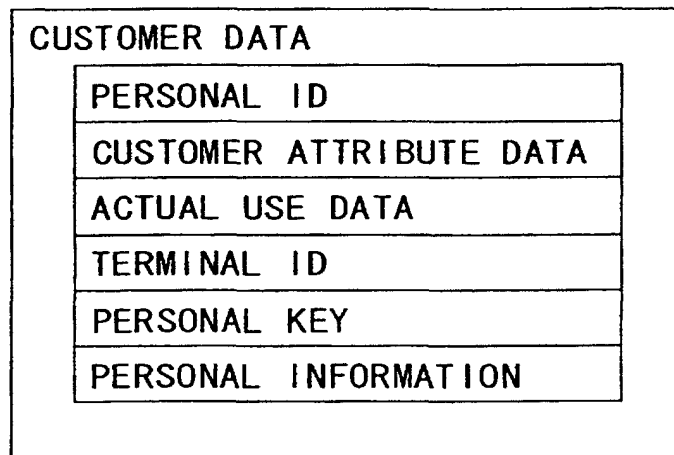 CUSTOMER DATA
PERSONAL ID
CUSTOMER ATTRIBUTE DATA
ACTUAL USE DATA
TERMINAL ID
PERSONAL KEY
PERSONAL INFORMATION